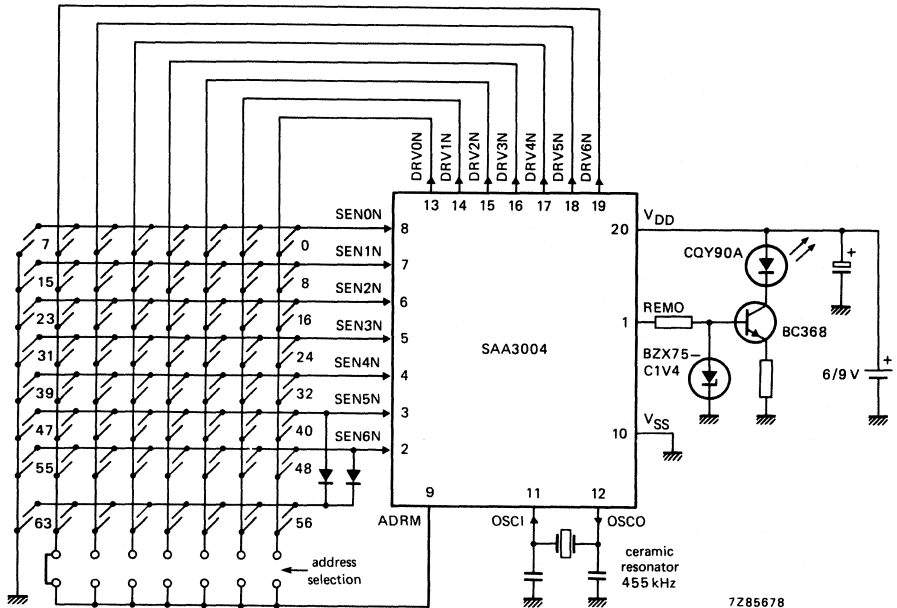 DRV0N
DRV1N
DRV2N
DRV3N
DRV4N
DRV5N
DRV6N
13 14 15 16 17 18 19
SEN0N 8
7 0
SEN1N 7
15 8
SEN2N 6
23 16
SEN3N 5
31 24
SEN4N 4
39 32
SEN5N 3
47 40
SEN6N 2
55 48
63 56
ADRM 9
address
selection
SAA3004
20 VDD
CQY90A
+
1 REMO
BC368
BZX75–
C1V4
6/9 V
+
10 VSS
11 12
OSCI OSCO
ceramic
resonator
455 kHz
7Z85678